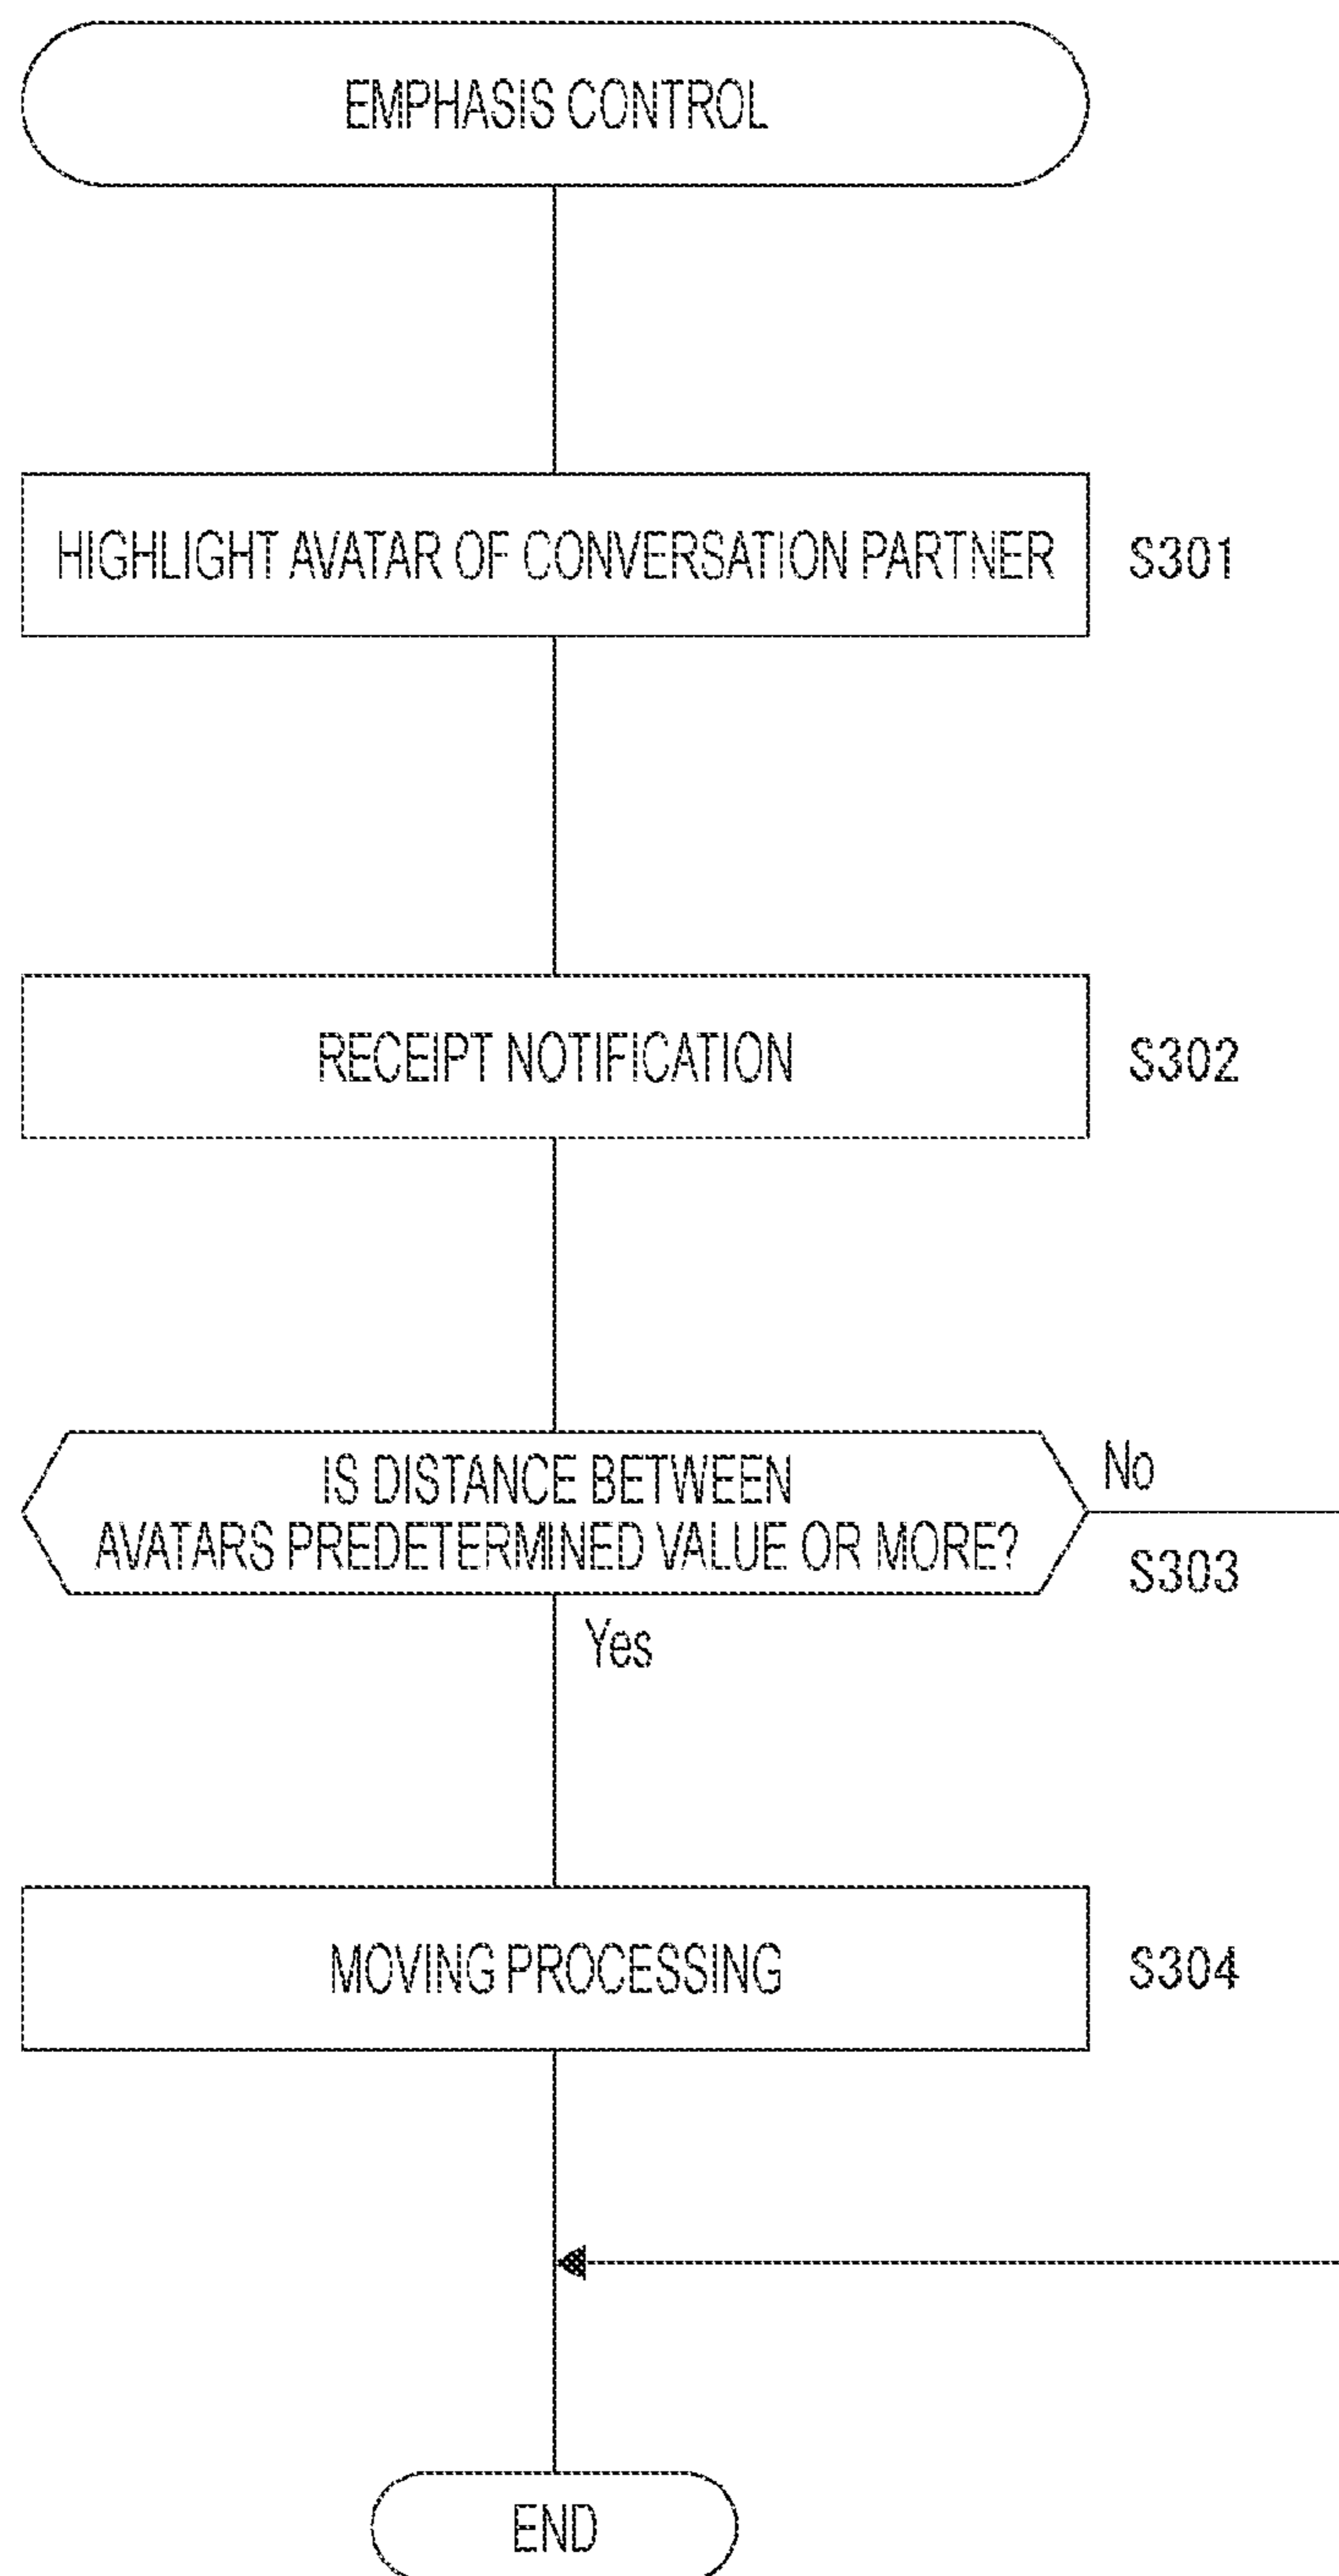 EMPHASIS CONTROL
HIGHLIGHT AVATAR OF CONVERSATION PARTNER
S301
RECEIPT NOTIFICATION
S302
IS DISTANCE BETWEEN
AVATARS PREDETERMINED VALUE OR MORE?
No
S303
Yes
MOVING PROCESSING
S304
END